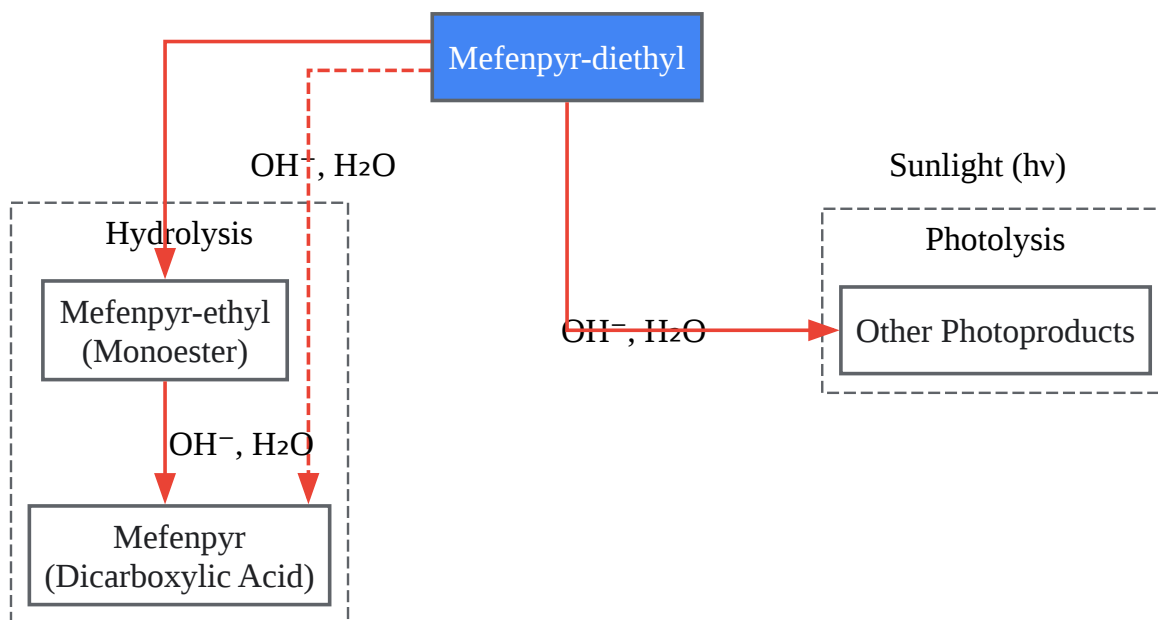 Mefenpyr-diethyl
OH⁻, H₂O
Sunlight (hν)
Hydrolysis
Photolysis
Mefenpyr-ethyl
(Monoester)
OH⁻, H₂O
Other Photoproducts
OH⁻, H₂O
Mefenpyr
(Dicarboxylic Acid)